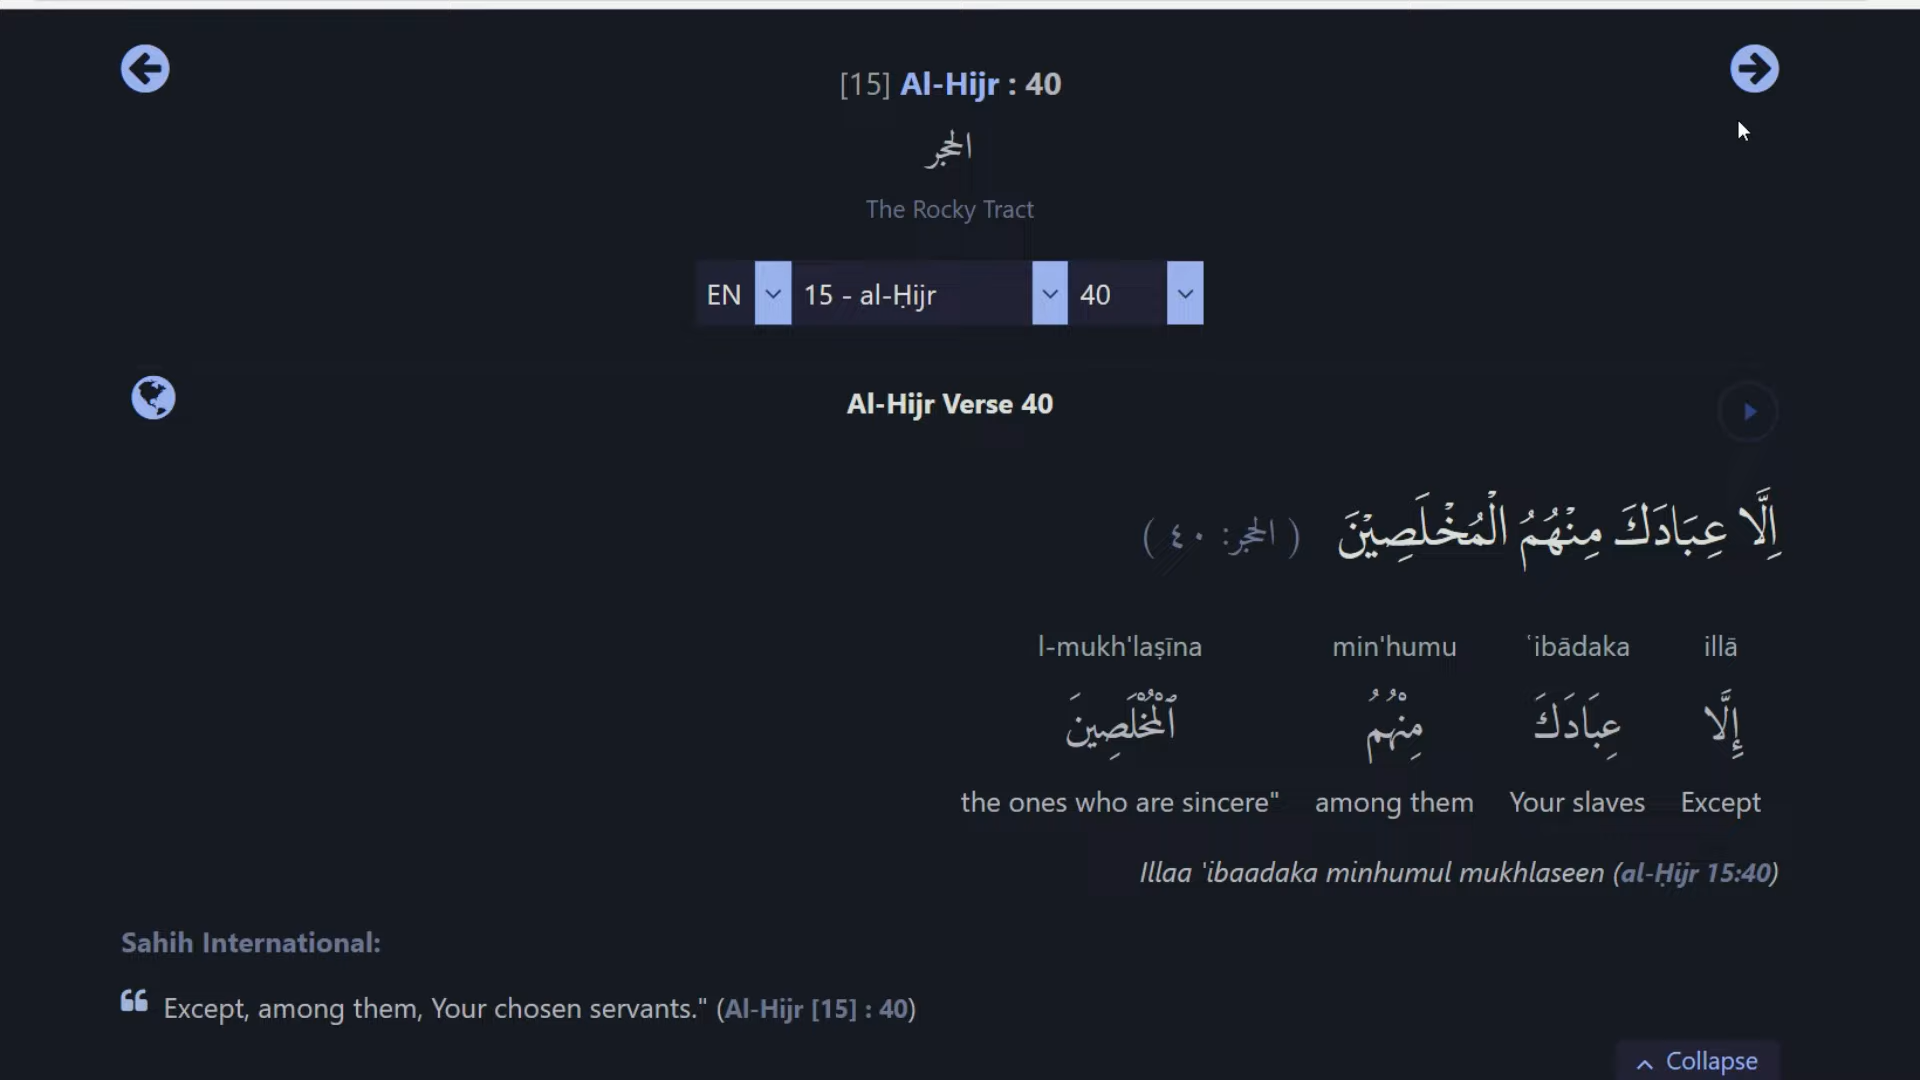 [15] Al-Hijr : 40
الحجر
The Rocky Tract
EN 15 - al-Ḥijr 40
Al-Hijr Verse 40
اِلَّا عِبَادَكَ مِنْهُمُ الْمُخْلَصِيْنَ ( الحجر: ٤٠ )
l-mukh'laṣīna min'humu ʿibādaka illā
إِلَّا عِبَادَكَ مِنْهُمُ ٱلْمُخْلَصِينَ
the ones who are sincere" among them Your slaves Except
Illaa 'ibaadaka minhumul mukhlaseen (al-Ḥijr 15:40)
Sahih International:
Except, among them, Your chosen servants." (Al-Hijr [15] : 40)
Collapse